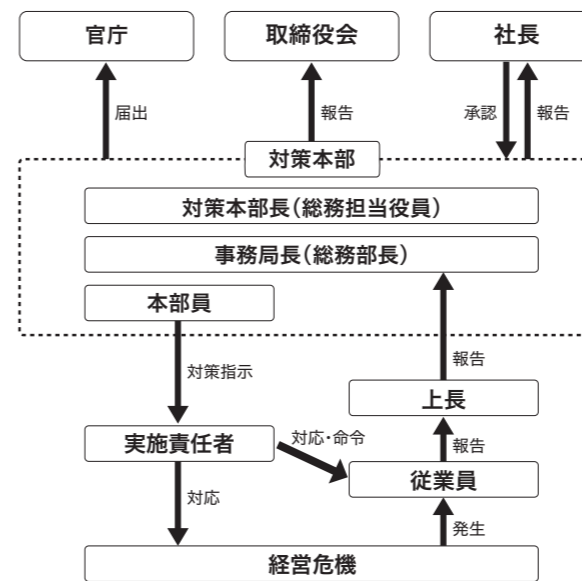 官庁
取締役会
社長
届出
報告
承認
報告
対策本部
対策本部長(総務担当役員)
事務局長(総務部長)
本部員
報告
対策指示
上長
実施責任者
対応・命令
報告
従業員
対応
発生
経営危機